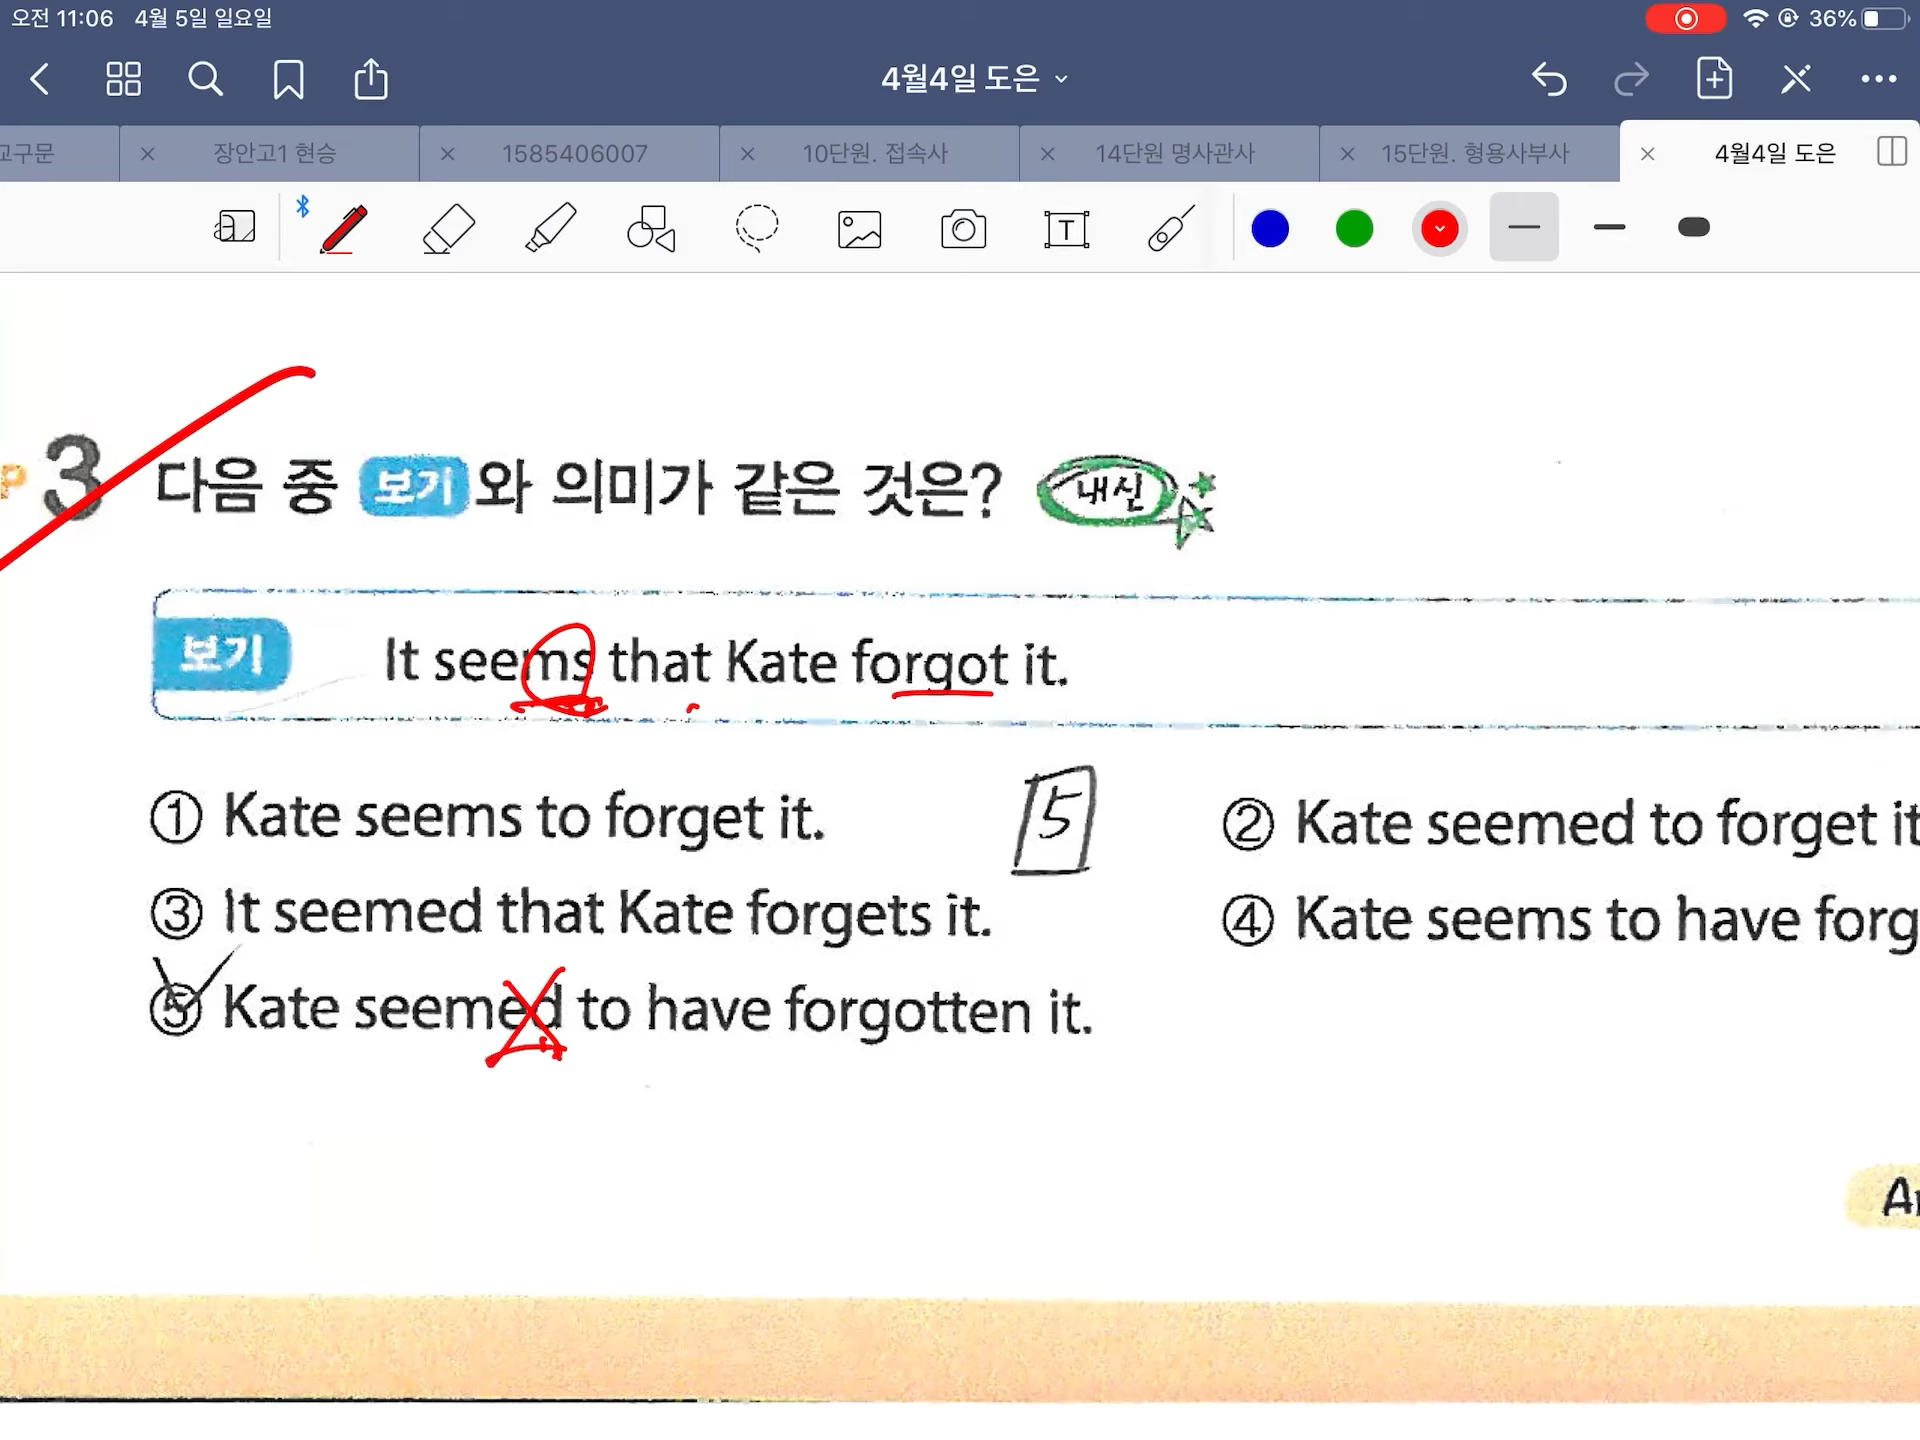 오전 11:06 4월 5일 일요일 36%
4월4일 도은
교구문 장안고1 현승 1585406007 10단원. 접속사 14단원 명사관사 15단원. 형용사부사 4월4일 도은
3 다음 중 보기와 의미가 같은 것은? 내신
보기 It seems that Kate forgot it.
① Kate seems to forget it. 5 ② Kate seemed to forget it
③ It seemed that Kate forgets it. ④ Kate seems to have forg
⑤ Kate seemed to have forgotten it.